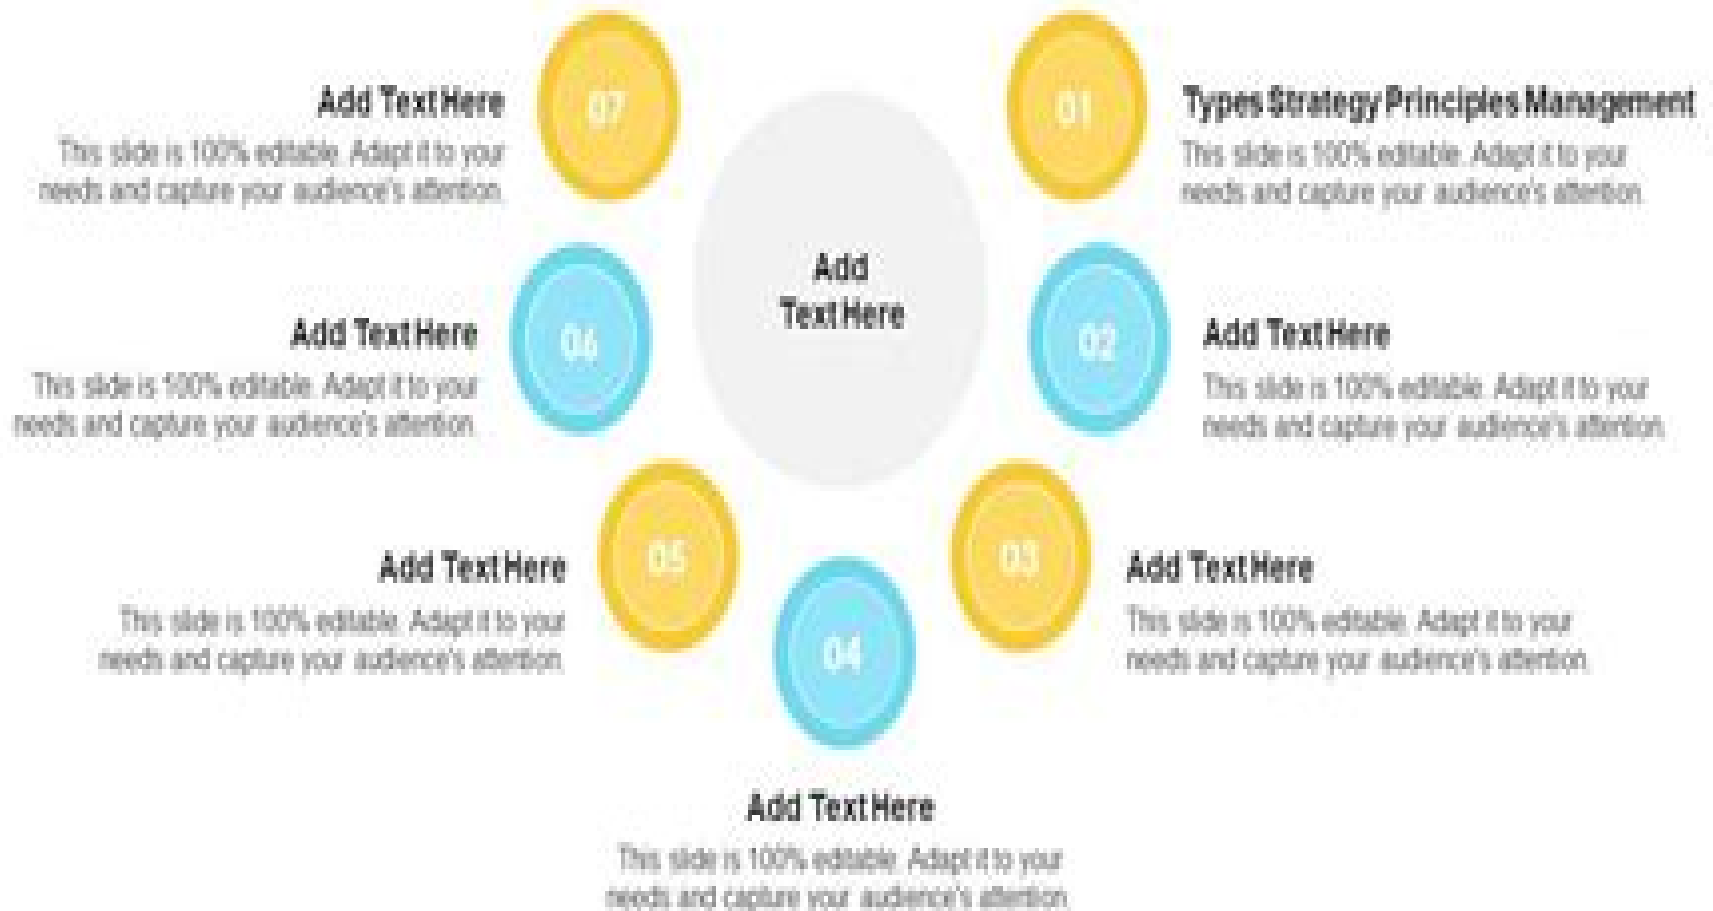 01
Types Strategy Principles Management
This slide is 100% editable. Adapt it to your
needs and capture your audience's attention.
02
Add Text Here
This slide is 100% editable. Adapt it to your
needs and capture your audience's attention.
03
Add Text Here
This slide is 100% editable. Adapt it to your
needs and capture your audience's attention.
04
Add Text Here
This slide is 100% editable. Adapt it to your
needs and capture your audience's attention.
05
Add Text Here
This slide is 100% editable. Adapt it to your
needs and capture your audience's attention.
06
Add Text Here
This slide is 100% editable. Adapt it to your
needs and capture your audience's attention.
07
Add Text Here
This slide is 100% editable. Adapt it to your
needs and capture your audience's attention.
Add
Text Here